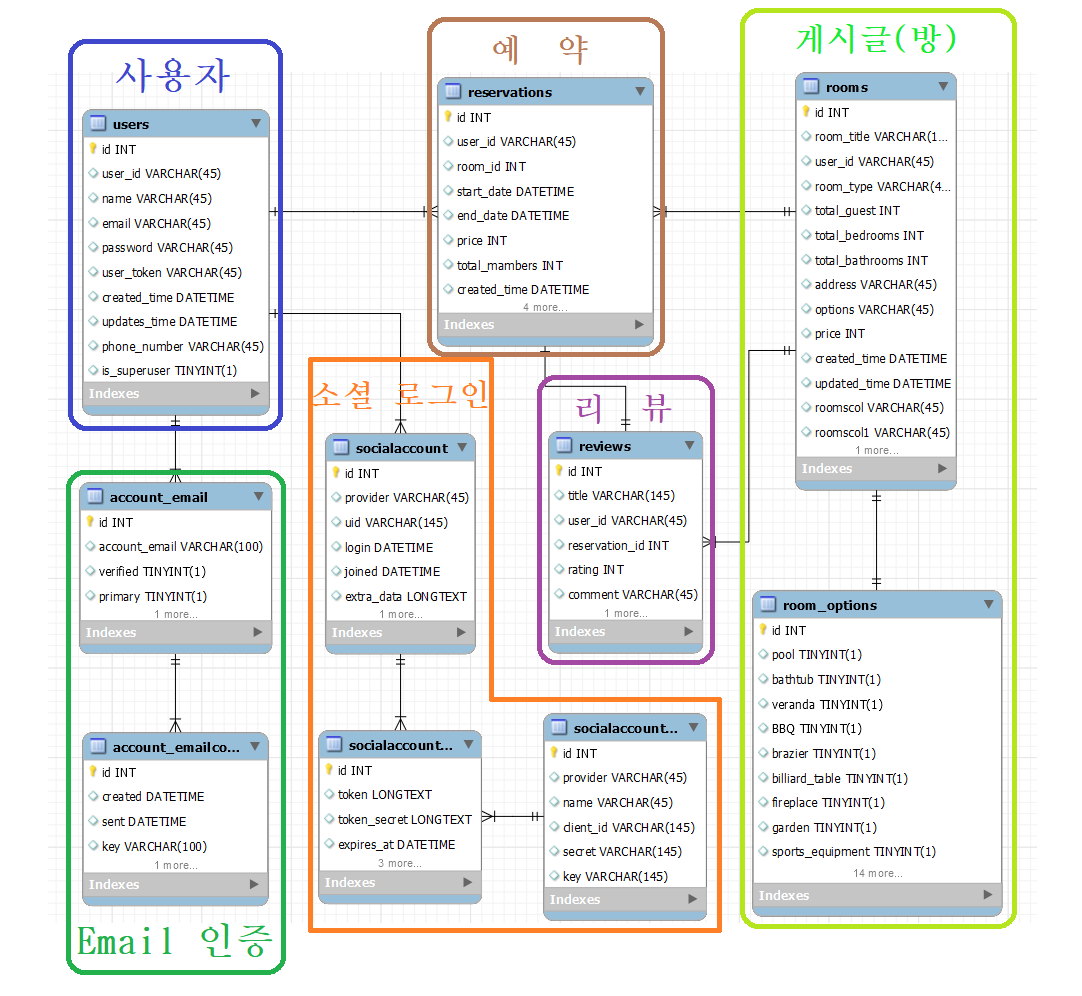 사용자
users
id INT
user_id VARCHAR(45)
name VARCHAR(45)
email VARCHAR(45)
password VARCHAR(45)
user_token VARCHAR(45)
created_time DATETIME
updates_time DATETIME
phone_number VARCHAR(45)
is_superuser TINYINT(1)
Indexes
account_email
id INT
account_email VARCHAR(100)
verified TINYINT(1)
primary TINYINT(1)
1 more...
Indexes
account_emailco...
id INT
created DATETIME
sent DATETIME
key VARCHAR(100)
1 more...
Indexes
Email 인증
예 약
reservations
id INT
user_id VARCHAR(45)
room_id INT
start_date DATETIME
end_date DATETIME
price INT
total_mambers INT
created_time DATETIME
4 more...
Indexes
소셜 로그인
socialaccount
id INT
provider VARCHAR(45)
uid VARCHAR(145)
login DATETIME
joined DATETIME
extra_data LONGTEXT
1 more...
Indexes
socialaccount...
id INT
token LONGTEXT
token_secret LONGTEXT
expires_at DATETIME
3 more...
Indexes
socialaccount...
id INT
provider VARCHAR(45)
name VARCHAR(45)
client_id VARCHAR(145)
secret VARCHAR(145)
key VARCHAR(145)
Indexes
리 뷰
reviews
id INT
title VARCHAR(145)
user_id VARCHAR(45)
reservation_id INT
rating INT
comment VARCHAR(45)
1 more...
Indexes
게시글(방)
rooms
id INT
room_title VARCHAR(1...
user_id VARCHAR(45)
room_type VARCHAR(4...
total_guest INT
total_bedrooms INT
total_bathrooms INT
address VARCHAR(45)
options VARCHAR(45)
price INT
created_time DATETIME
updated_time DATETIME
roomscol VARCHAR(45)
roomscol1 VARCHAR(45)
1 more...
Indexes
room_options
id INT
pool TINYINT(1)
bathtub TINYINT(1)
veranda TINYINT(1)
BBQ TINYINT(1)
brazier TINYINT(1)
billiard_table TINYINT(1)
fireplace TINYINT(1)
garden TINYINT(1)
sports_equipment TINYINT(1)
14 more...
Indexes